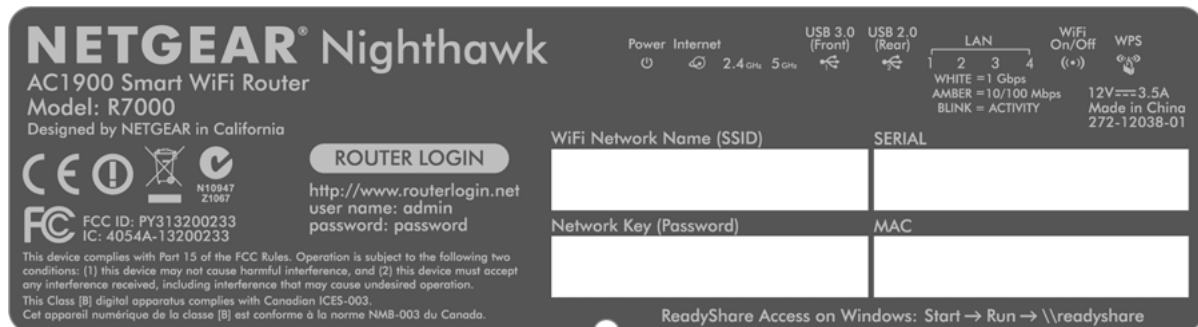 NETGEAR® Nighthawk
AC1900 Smart WiFi Router
Model: R7000
Designed by NETGEAR in California
N10947
Z1067
FCC ID: PY313200233
IC: 4054A-13200233
ROUTER LOGIN
http://www.routerlogin.net
user name: admin
password: password
This device complies with Part 15 of the FCC Rules. Operation is subject to the following two
conditions: (1) this device may not cause harmful interference, and (2) this device must accept
any interference received, including interference that may cause undesired operation.
This Class [B] digital apparatus complies with Canadian ICES-003.
Cet appareil numérique de la classe [B] est conforme à la norme NMB-003 du Canada.
Power Internet
2.4 GHz 5 GHz
USB 3.0
(Front)
USB 2.0
(Rear)
LAN
1 2 3 4
WHITE = 1 Gbps
AMBER = 10/100 Mbps
BLINK = ACTIVITY
WiFi
On/Off
WPS
12V⎓3.5A
Made in China
272-12038-01
WiFi Network Name (SSID)
SERIAL
Network Key (Password)
MAC
ReadyShare Access on Windows: Start → Run → \\readyshare